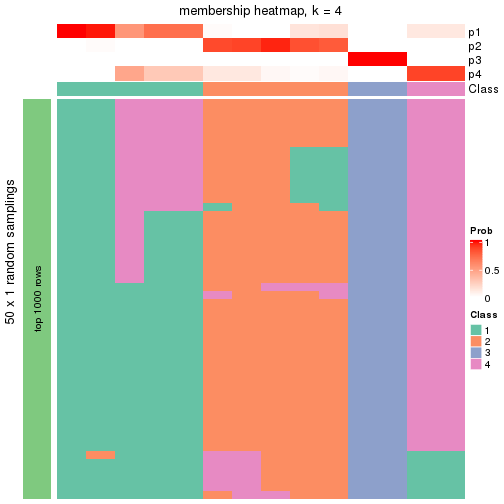 membership heatmap, k = 4
p1
p2
p3
p4
Class
50 x 1 random samplings
top 1000 rows
Prob
1
0.5
0
Class
1
2
3
4